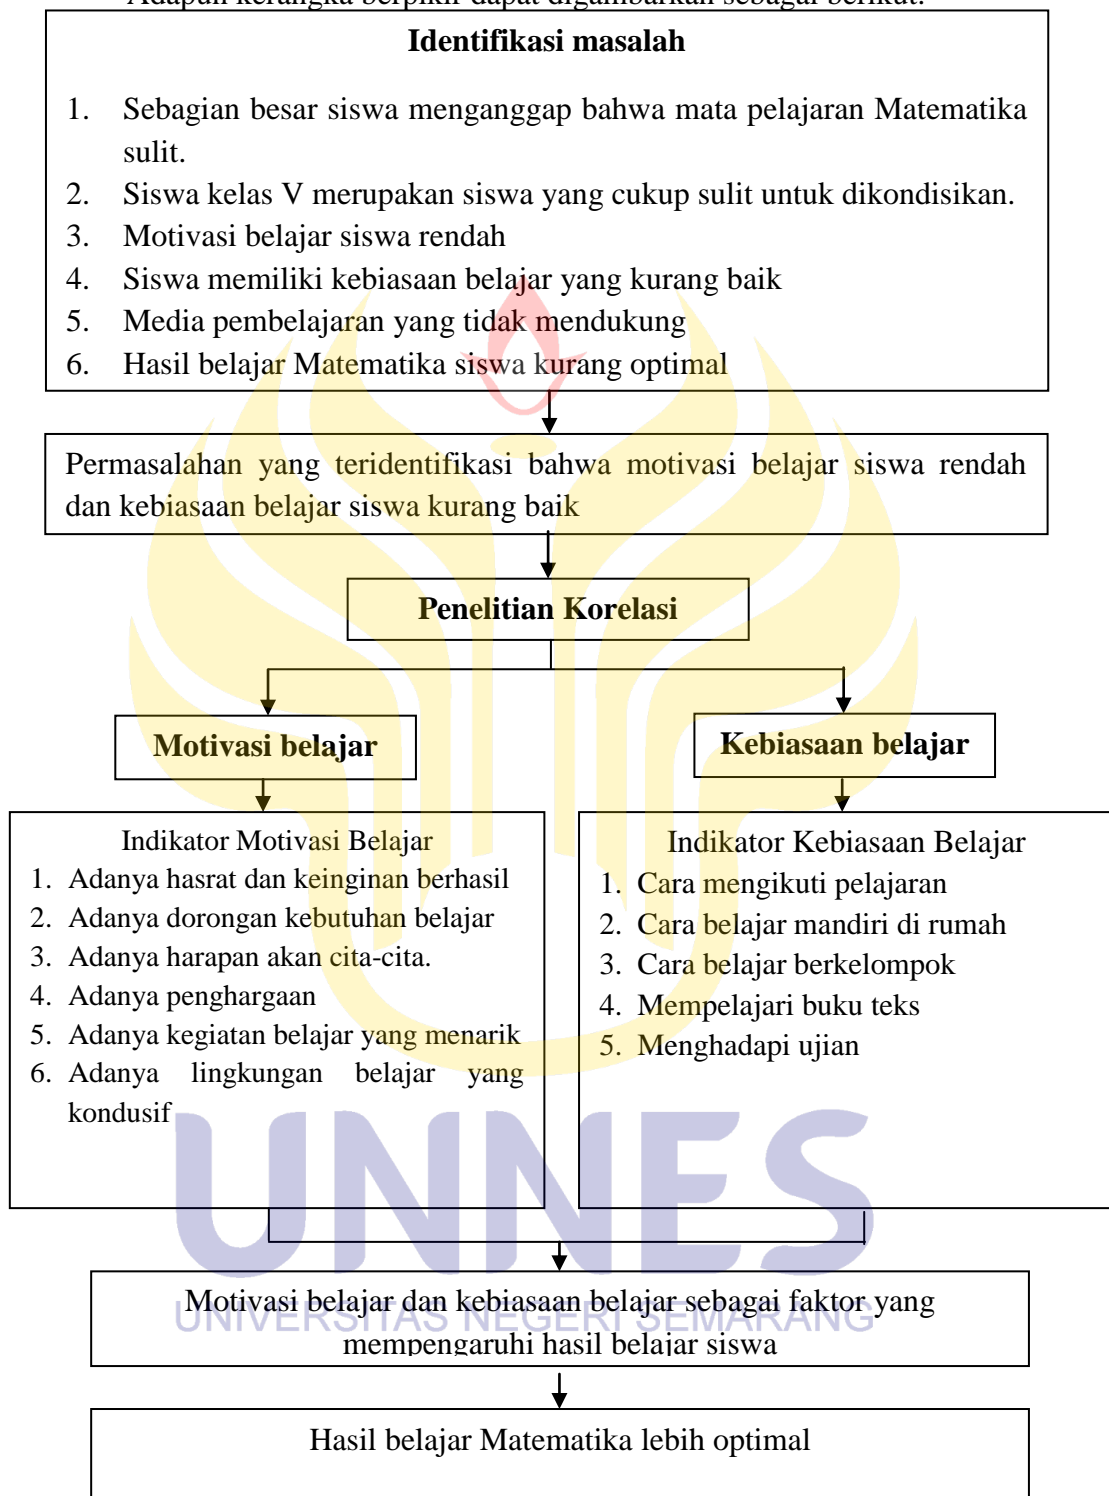 Adapun kerangka berpikir dapat digambarkan sebagai berikut:
Identifikasi masalah
1. Sebagian besar siswa menganggap bahwa mata pelajaran Matematika
sulit.
2. Siswa kelas V merupakan siswa yang cukup sulit untuk dikondisikan.
3. Motivasi belajar siswa rendah
4. Siswa memiliki kebiasaan belajar yang kurang baik
5. Media pembelajaran yang tidak mendukung
6. Hasil belajar Matematika siswa kurang optimal
Permasalahan yang teridentifikasi bahwa motivasi belajar siswa rendah
dan kebiasaan belajar siswa kurang baik
Penelitian Korelasi
Motivasi belajar
Kebiasaan belajar
Indikator Motivasi Belajar
1. Adanya hasrat dan keinginan berhasil
2. Adanya dorongan kebutuhan belajar
3. Adanya harapan akan cita-cita.
4. Adanya penghargaan
5. Adanya kegiatan belajar yang menarik
6. Adanya lingkungan belajar yang
kondusif
Indikator Kebiasaan Belajar
1. Cara mengikuti pelajaran
2. Cara belajar mandiri di rumah
3. Cara belajar berkelompok
4. Mempelajari buku teks
5. Menghadapi ujian
UNNES
UNIVERSITAS NEGERI SEMARANG
Motivasi belajar dan kebiasaan belajar sebagai faktor yang
mempengaruhi hasil belajar siswa
Hasil belajar Matematika lebih optimal